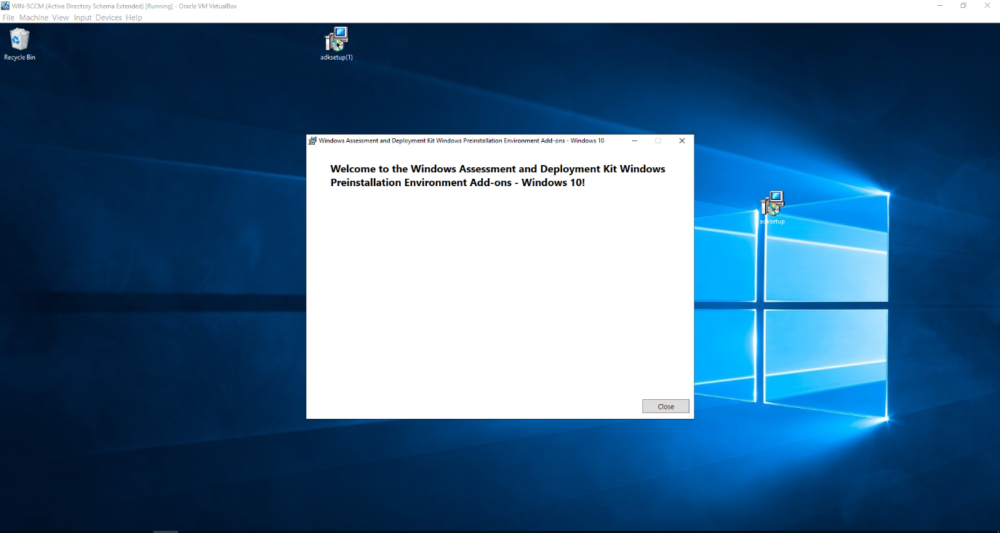 WIN-SCCM (Active Directory Schema Extended) [Running] - Oracle VM VirtualBox
File Machine View Input Devices Help
Recycle Bin
adksetup(1)
Windows Assessment and Deployment Kit Windows Preinstallation Environment Add-ons - Windows 10
Welcome to the Windows Assessment and Deployment Kit Windows
Preinstallation Environment Add-ons - Windows 10!
adksetup
Close